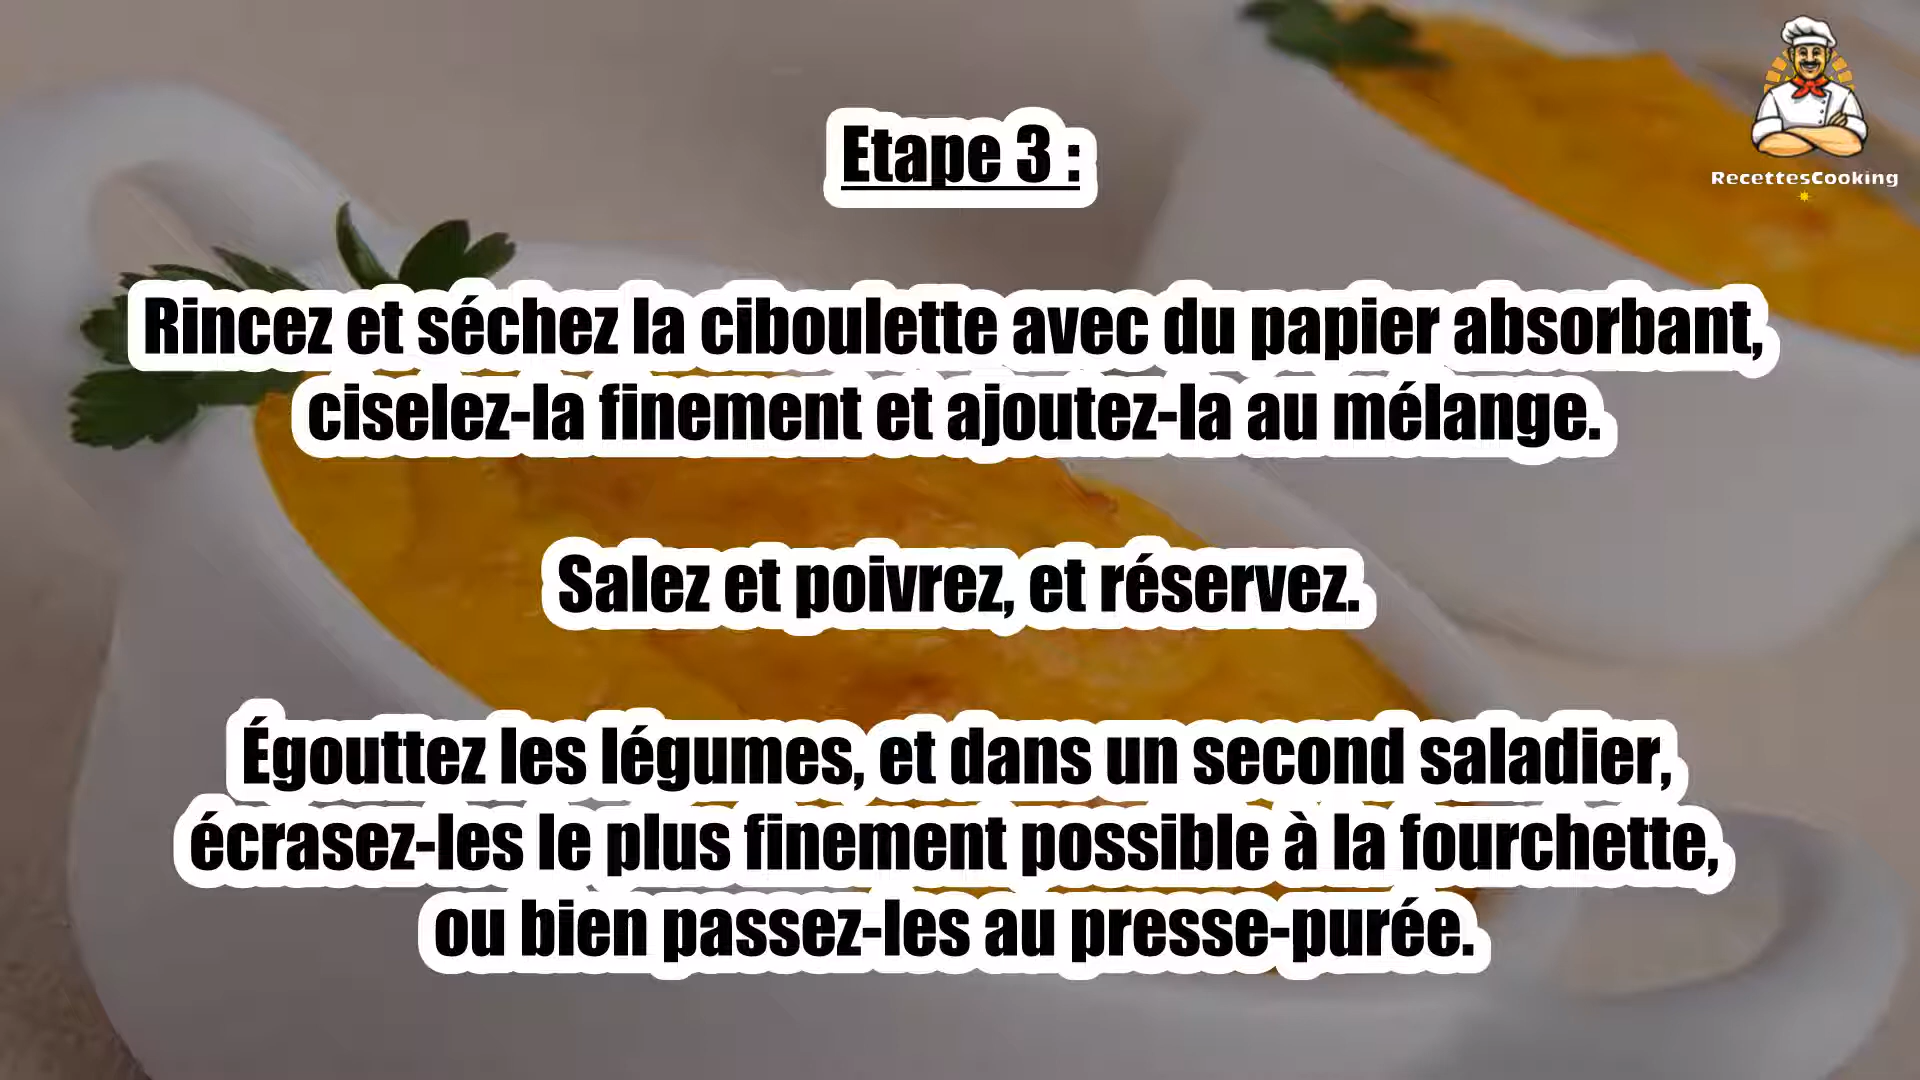 Etape 3 :
RecettesCooking
Rincez et séchez la ciboulette avec du papier absorbant,
ciselez-la finement et ajoutez-la au mélange.
Salez et poivrez, et réservez.
Égouttez les légumes, et dans un second saladier,
écrasez-les le plus finement possible à la fourchette,
ou bien passez-les au presse-purée.